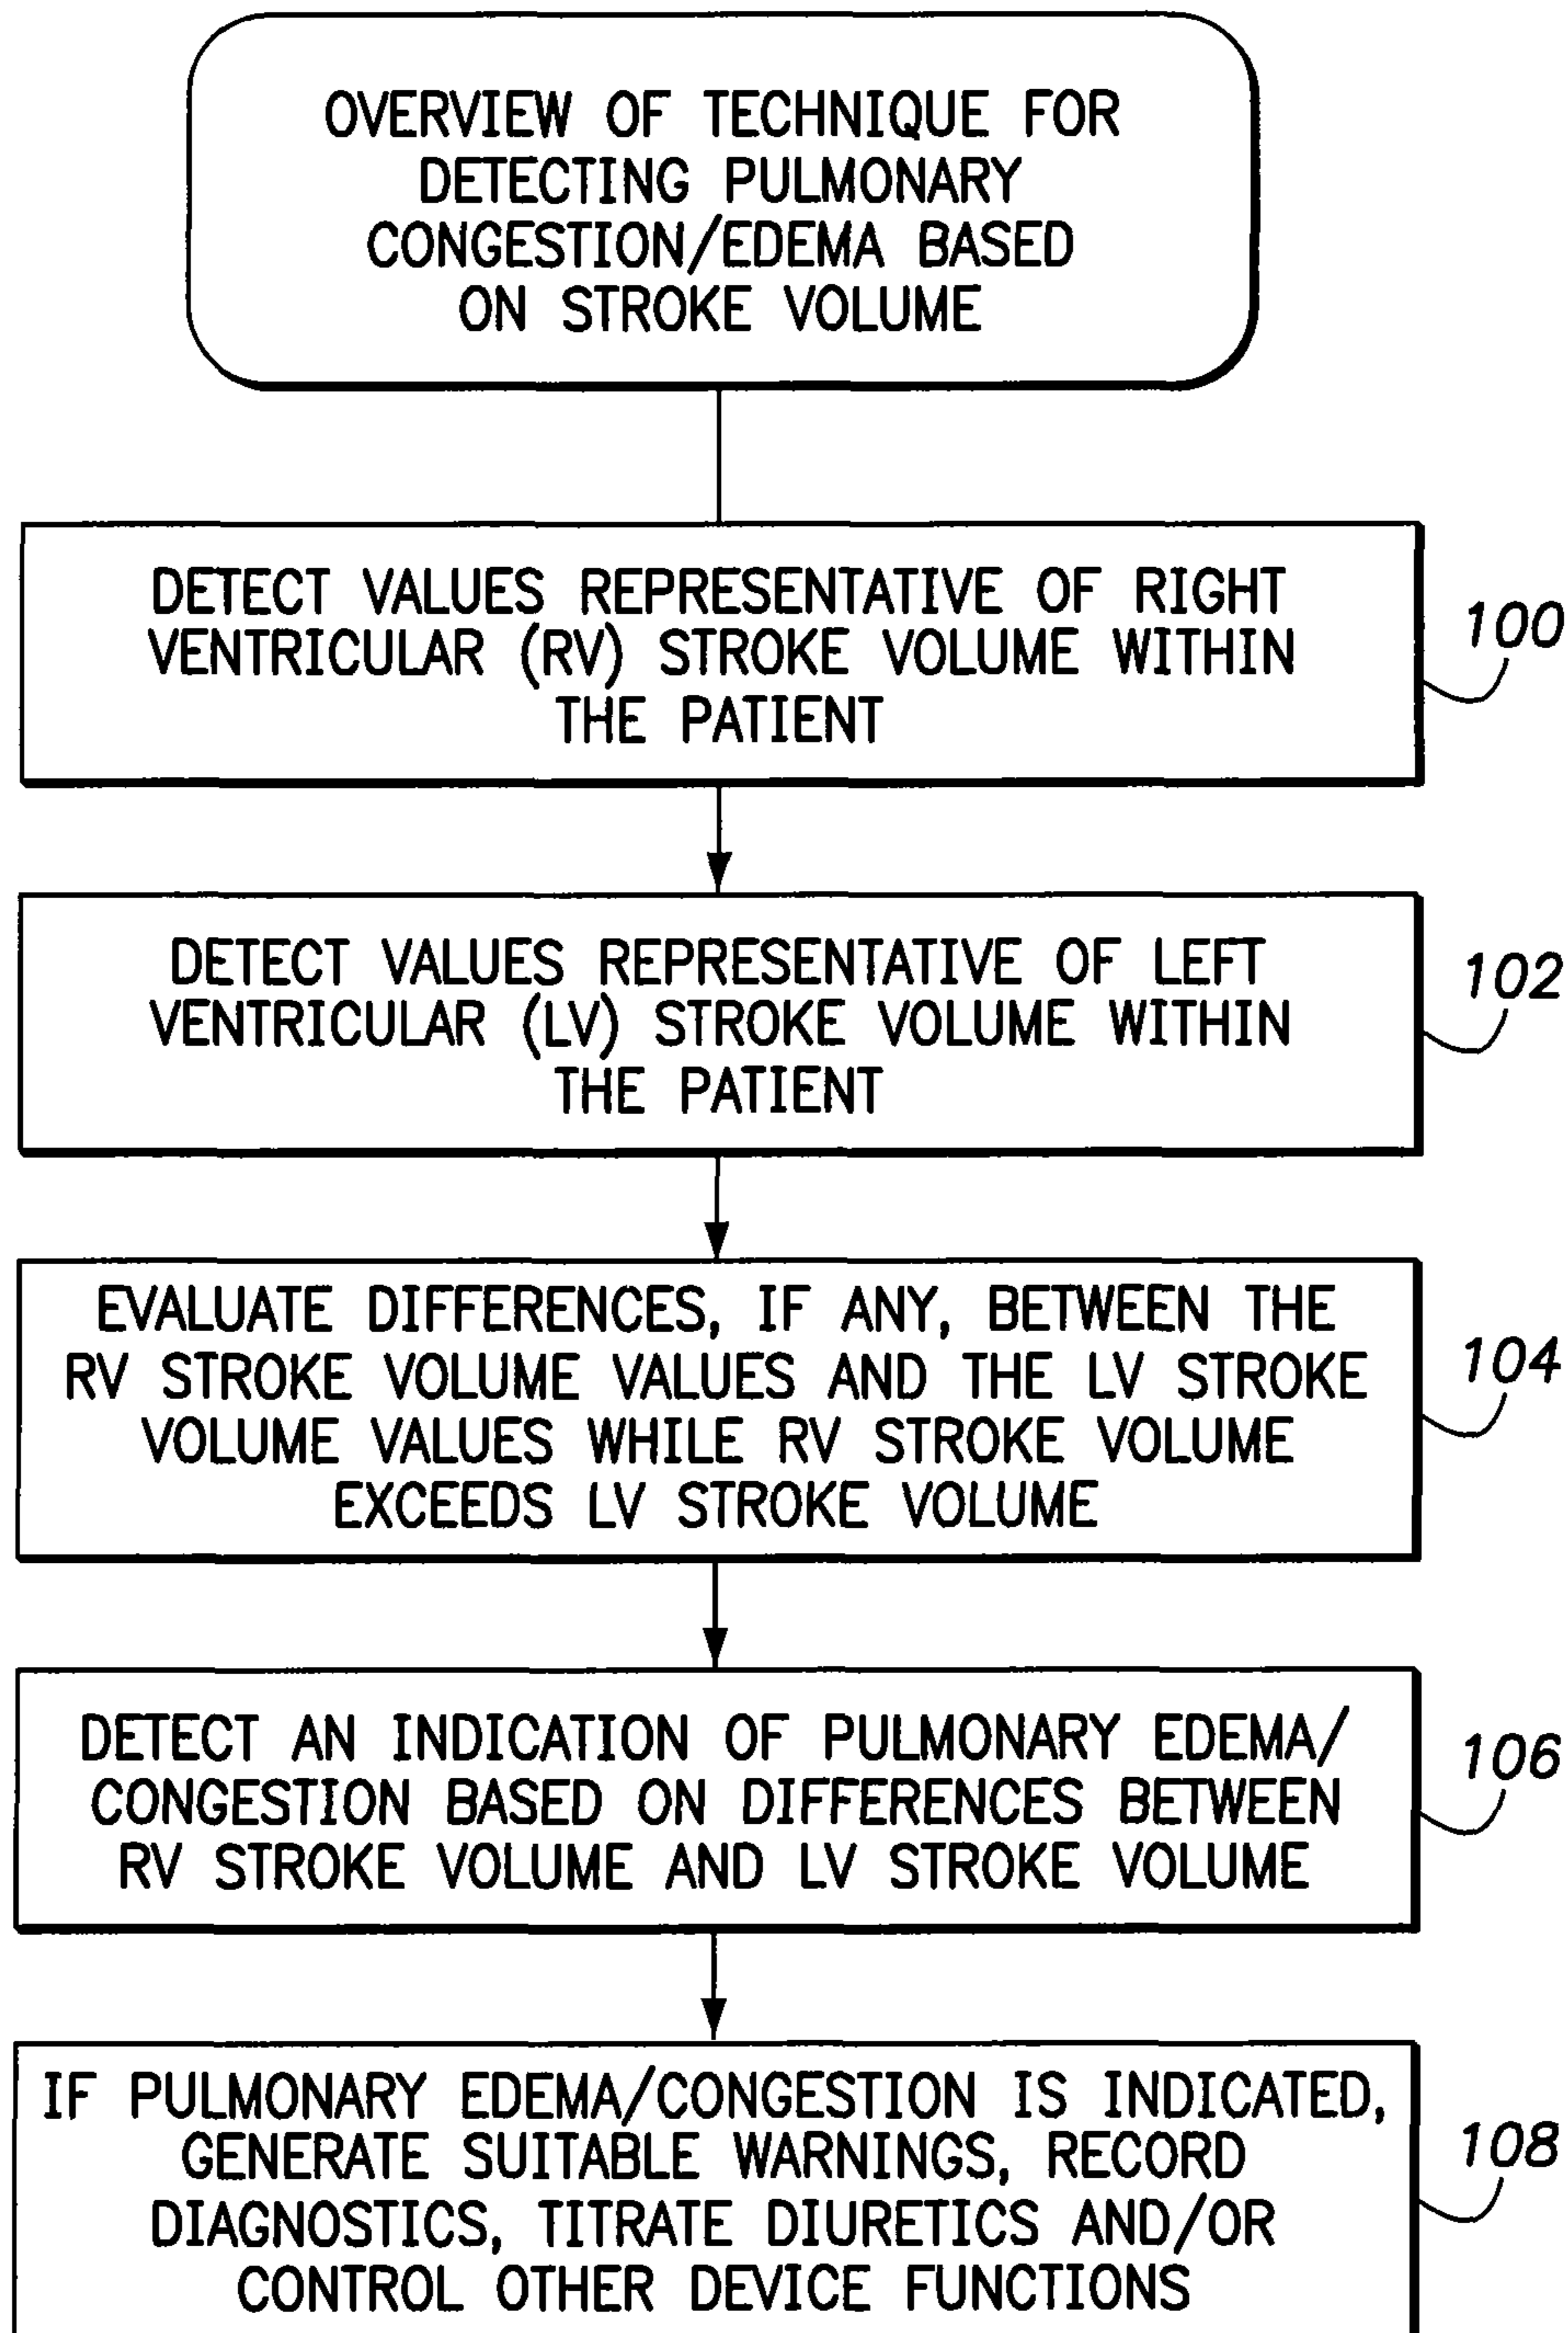 OVERVIEW OF TECHNIQUE FOR
DETECTING PULMONARY
CONGESTION/EDEMA BASED
ON STROKE VOLUME
DETECT VALUES REPRESENTATIVE OF RIGHT
VENTRICULAR (RV) STROKE VOLUME WITHIN
THE PATIENT
100
DETECT VALUES REPRESENTATIVE OF LEFT
VENTRICULAR (LV) STROKE VOLUME WITHIN
THE PATIENT
102
EVALUATE DIFFERENCES, IF ANY, BETWEEN THE
RV STROKE VOLUME VALUES AND THE LV STROKE
VOLUME VALUES WHILE RV STROKE VOLUME
EXCEEDS LV STROKE VOLUME
104
DETECT AN INDICATION OF PULMONARY EDEMA/
CONGESTION BASED ON DIFFERENCES BETWEEN
RV STROKE VOLUME AND LV STROKE VOLUME
106
IF PULMONARY EDEMA/CONGESTION IS INDICATED,
GENERATE SUITABLE WARNINGS, RECORD
DIAGNOSTICS, TITRATE DIURETICS AND/OR
CONTROL OTHER DEVICE FUNCTIONS
108